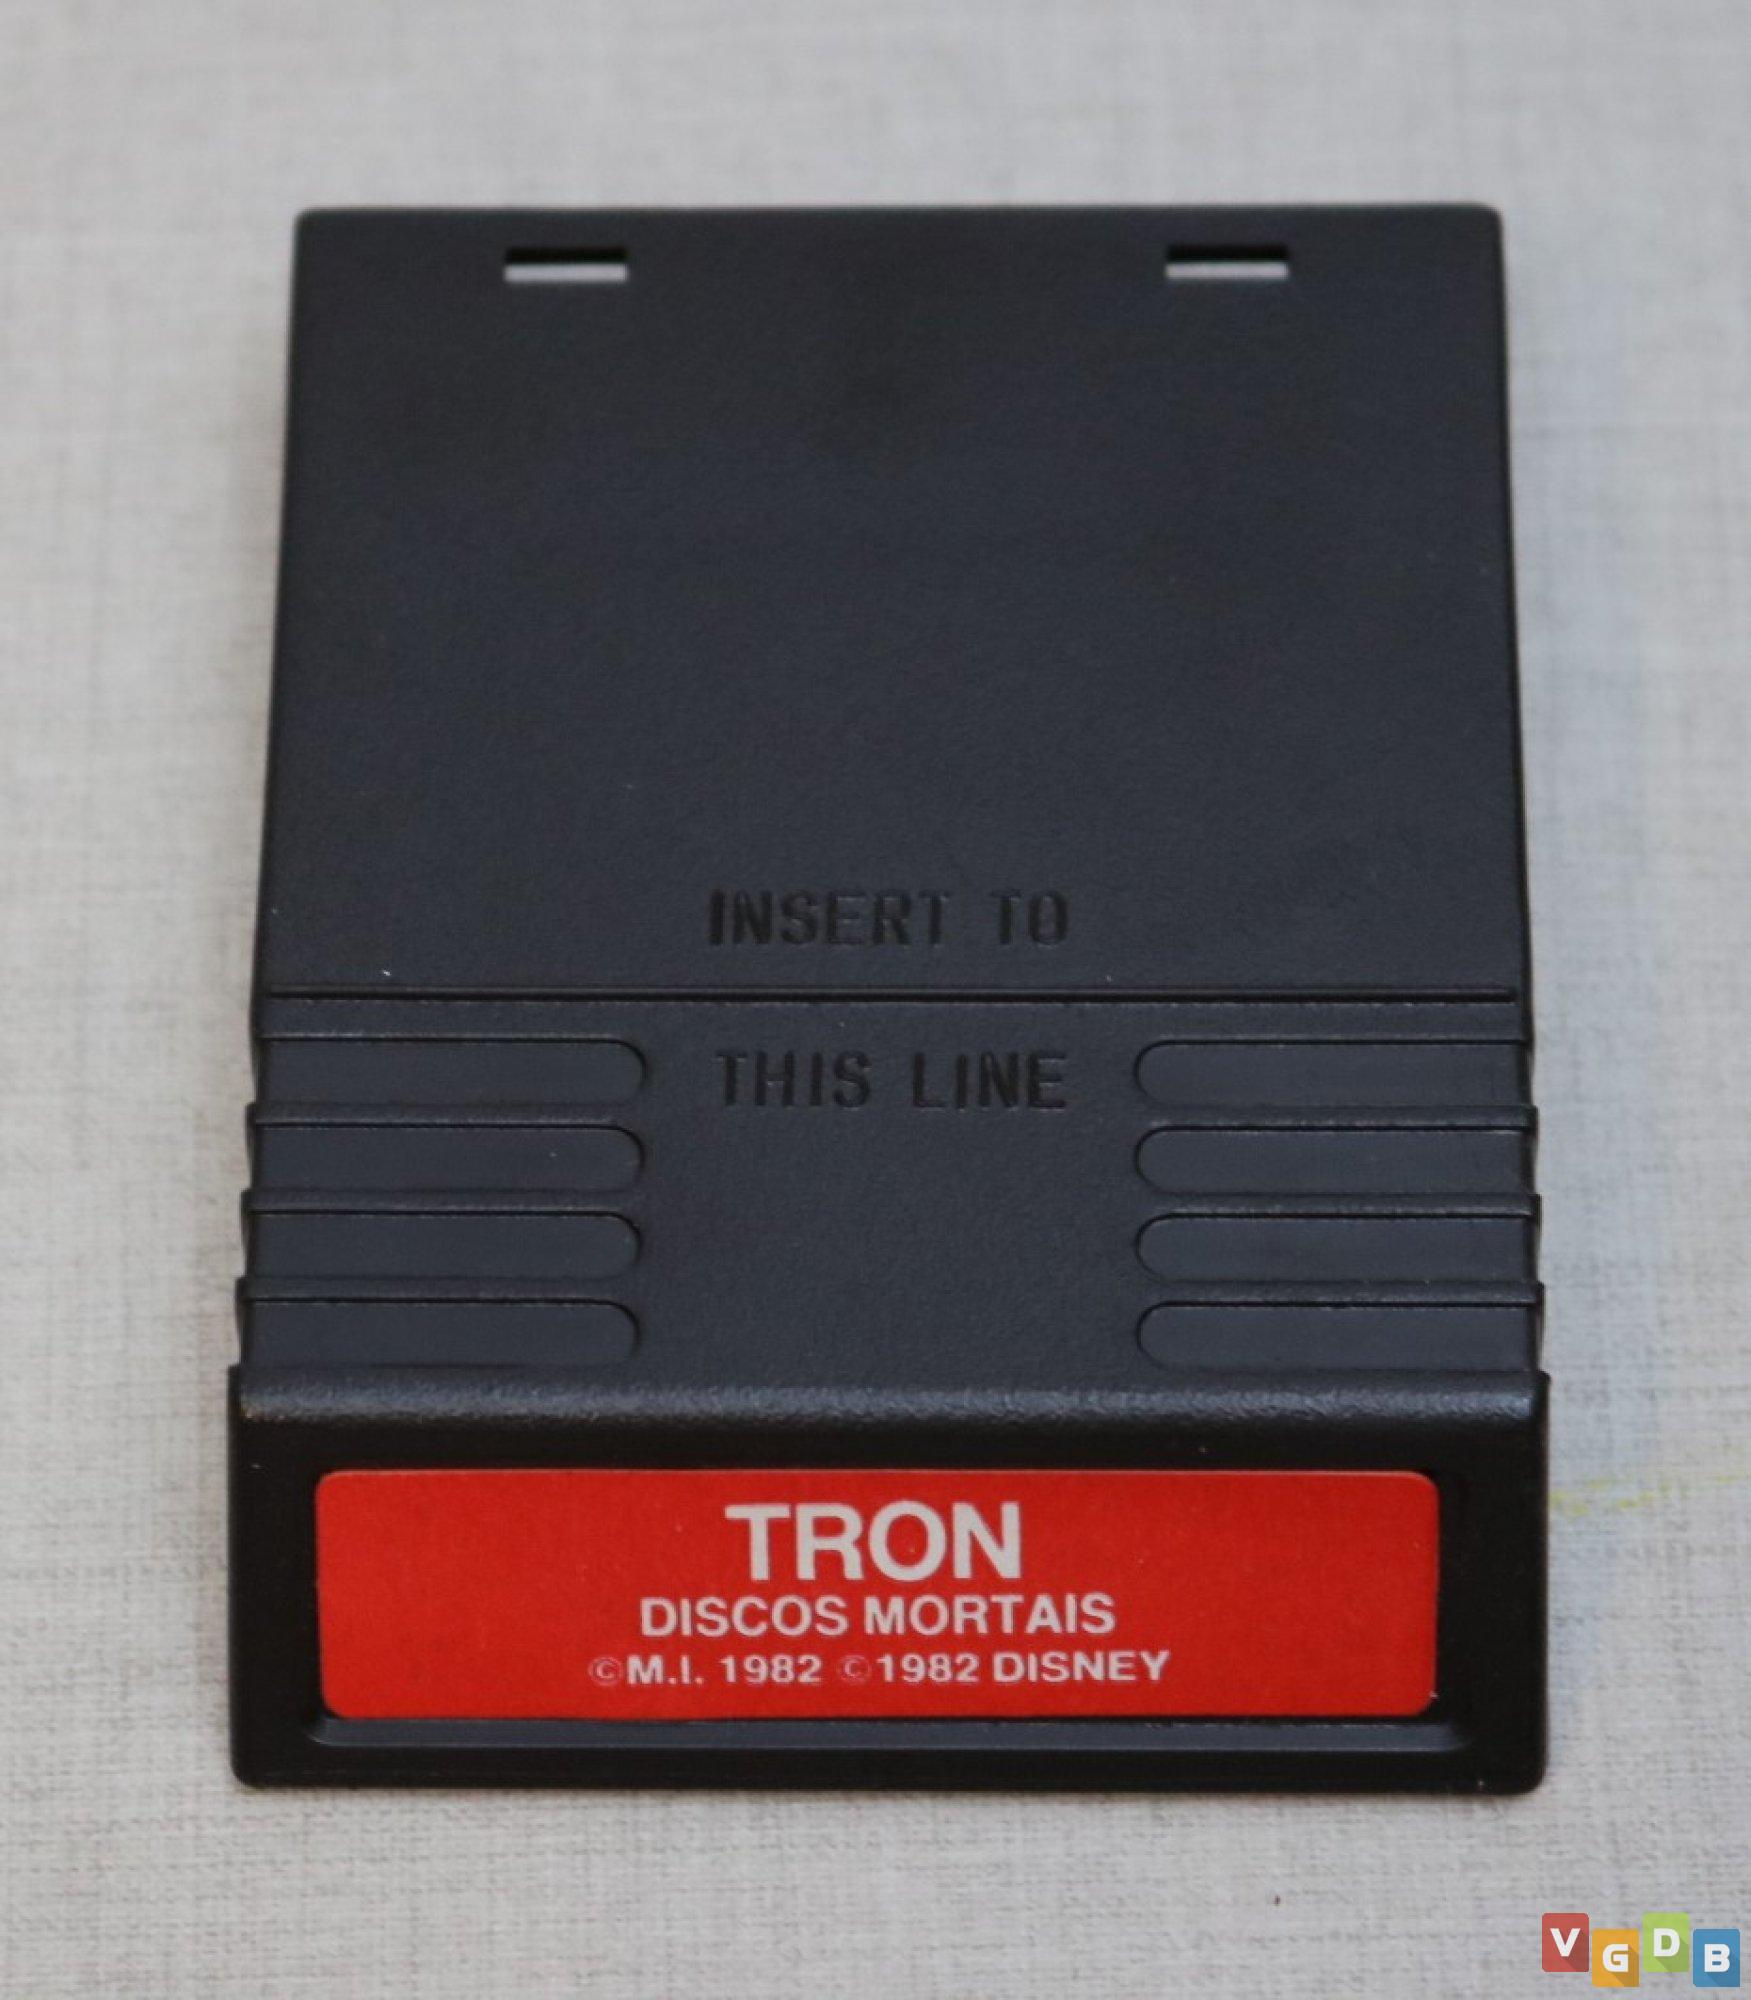 INSERT TO
THIS LINE
TRON
DISCOS MORTAIS
©M.I. 1982 ©1982 DISNEY
VGDB